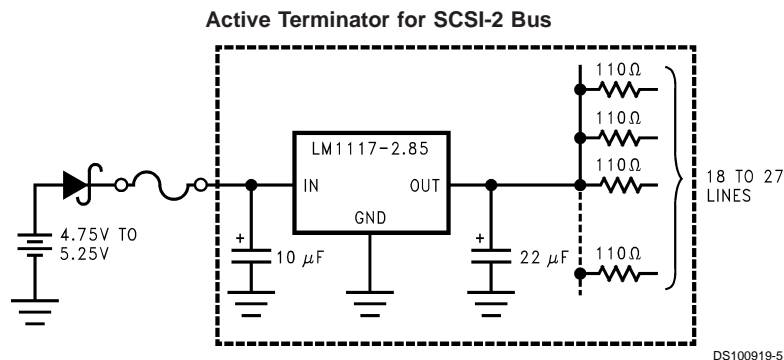 Active Terminator for SCSI-2 Bus
110Ω
110Ω
110Ω
110Ω
18 TO 27
LINES
LM1117-2.85
IN
OUT
GND
4.75V TO
5.25V
+
10 μF
+
22 μF
DS100919-5